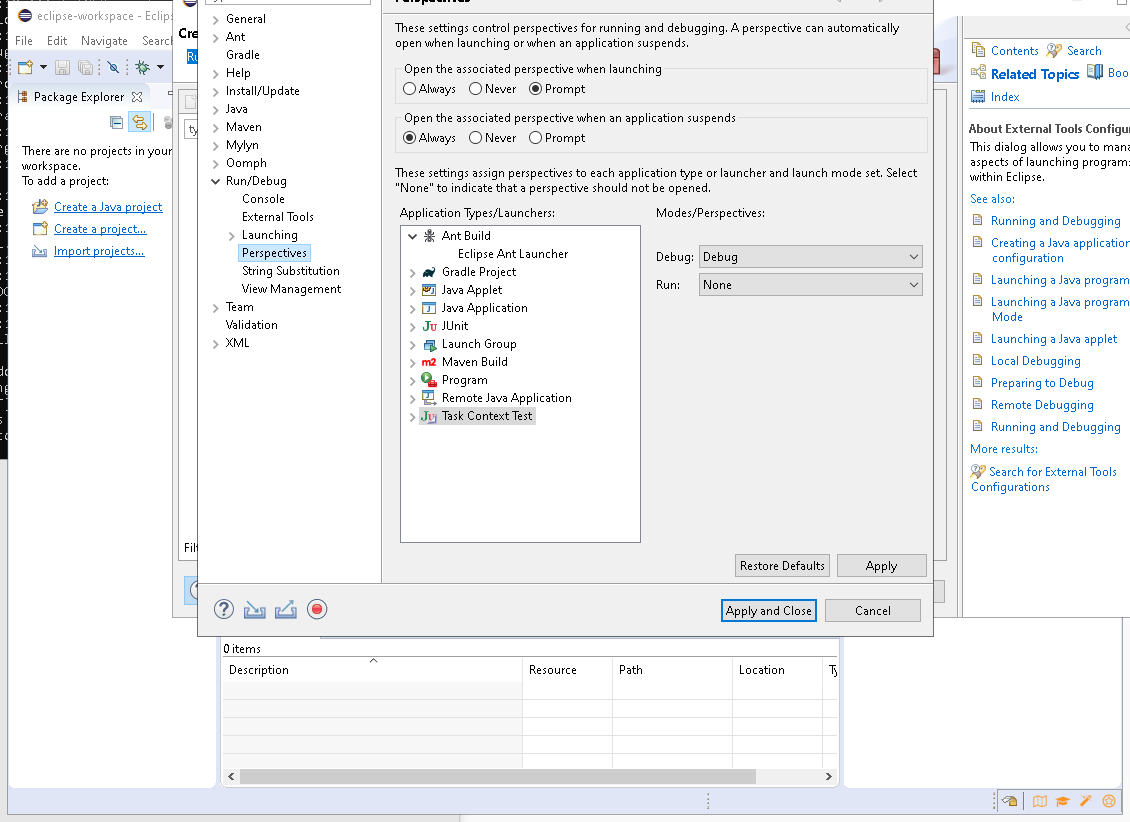 eclipse-workspace - Eclips
File Edit Navigate Search
Package Explorer
There are no projects in your
workspace.
To add a project:
Create a Java project
Create a project...
Import projects...
Cre
General
Ant
Gradle
Help
Install/Update
Java
Maven
Mylyn
Oomph
Run/Debug
Console
External Tools
Launching
Perspectives
String Substitution
View Management
Team
Validation
XML
These settings control perspectives for running and debugging. A perspective can automatically
open when launching or when an application suspends.
Open the associated perspective when launching
Always Never Prompt
Open the associated perspective when an application suspends
Always Never Prompt
These settings assign perspectives to each application type or launcher and launch mode set. Select
"None" to indicate that a perspective should not be opened.
Application Types/Launchers:
Ant Build
Eclipse Ant Launcher
Gradle Project
Java Applet
Java Application
JUnit
Launch Group
Maven Build
Program
Remote Java Application
Task Context Test
Modes/Perspectives:
Debug: Debug
Run: None
Restore Defaults Apply
Apply and Close Cancel
Contents Search
Related Topics Boo
Index
About External Tools Configu
This dialog allows you to mana
aspects of launching program
within Eclipse.
See also:
Running and Debugging
Creating a Java application
configuration
Launching a Java program
Launching a Java program
Mode
Launching a Java applet
Local Debugging
Preparing to Debug
Remote Debugging
Running and Debugging
More results:
Search for External Tools
Configurations
0 items
Description Resource Path Location Ty